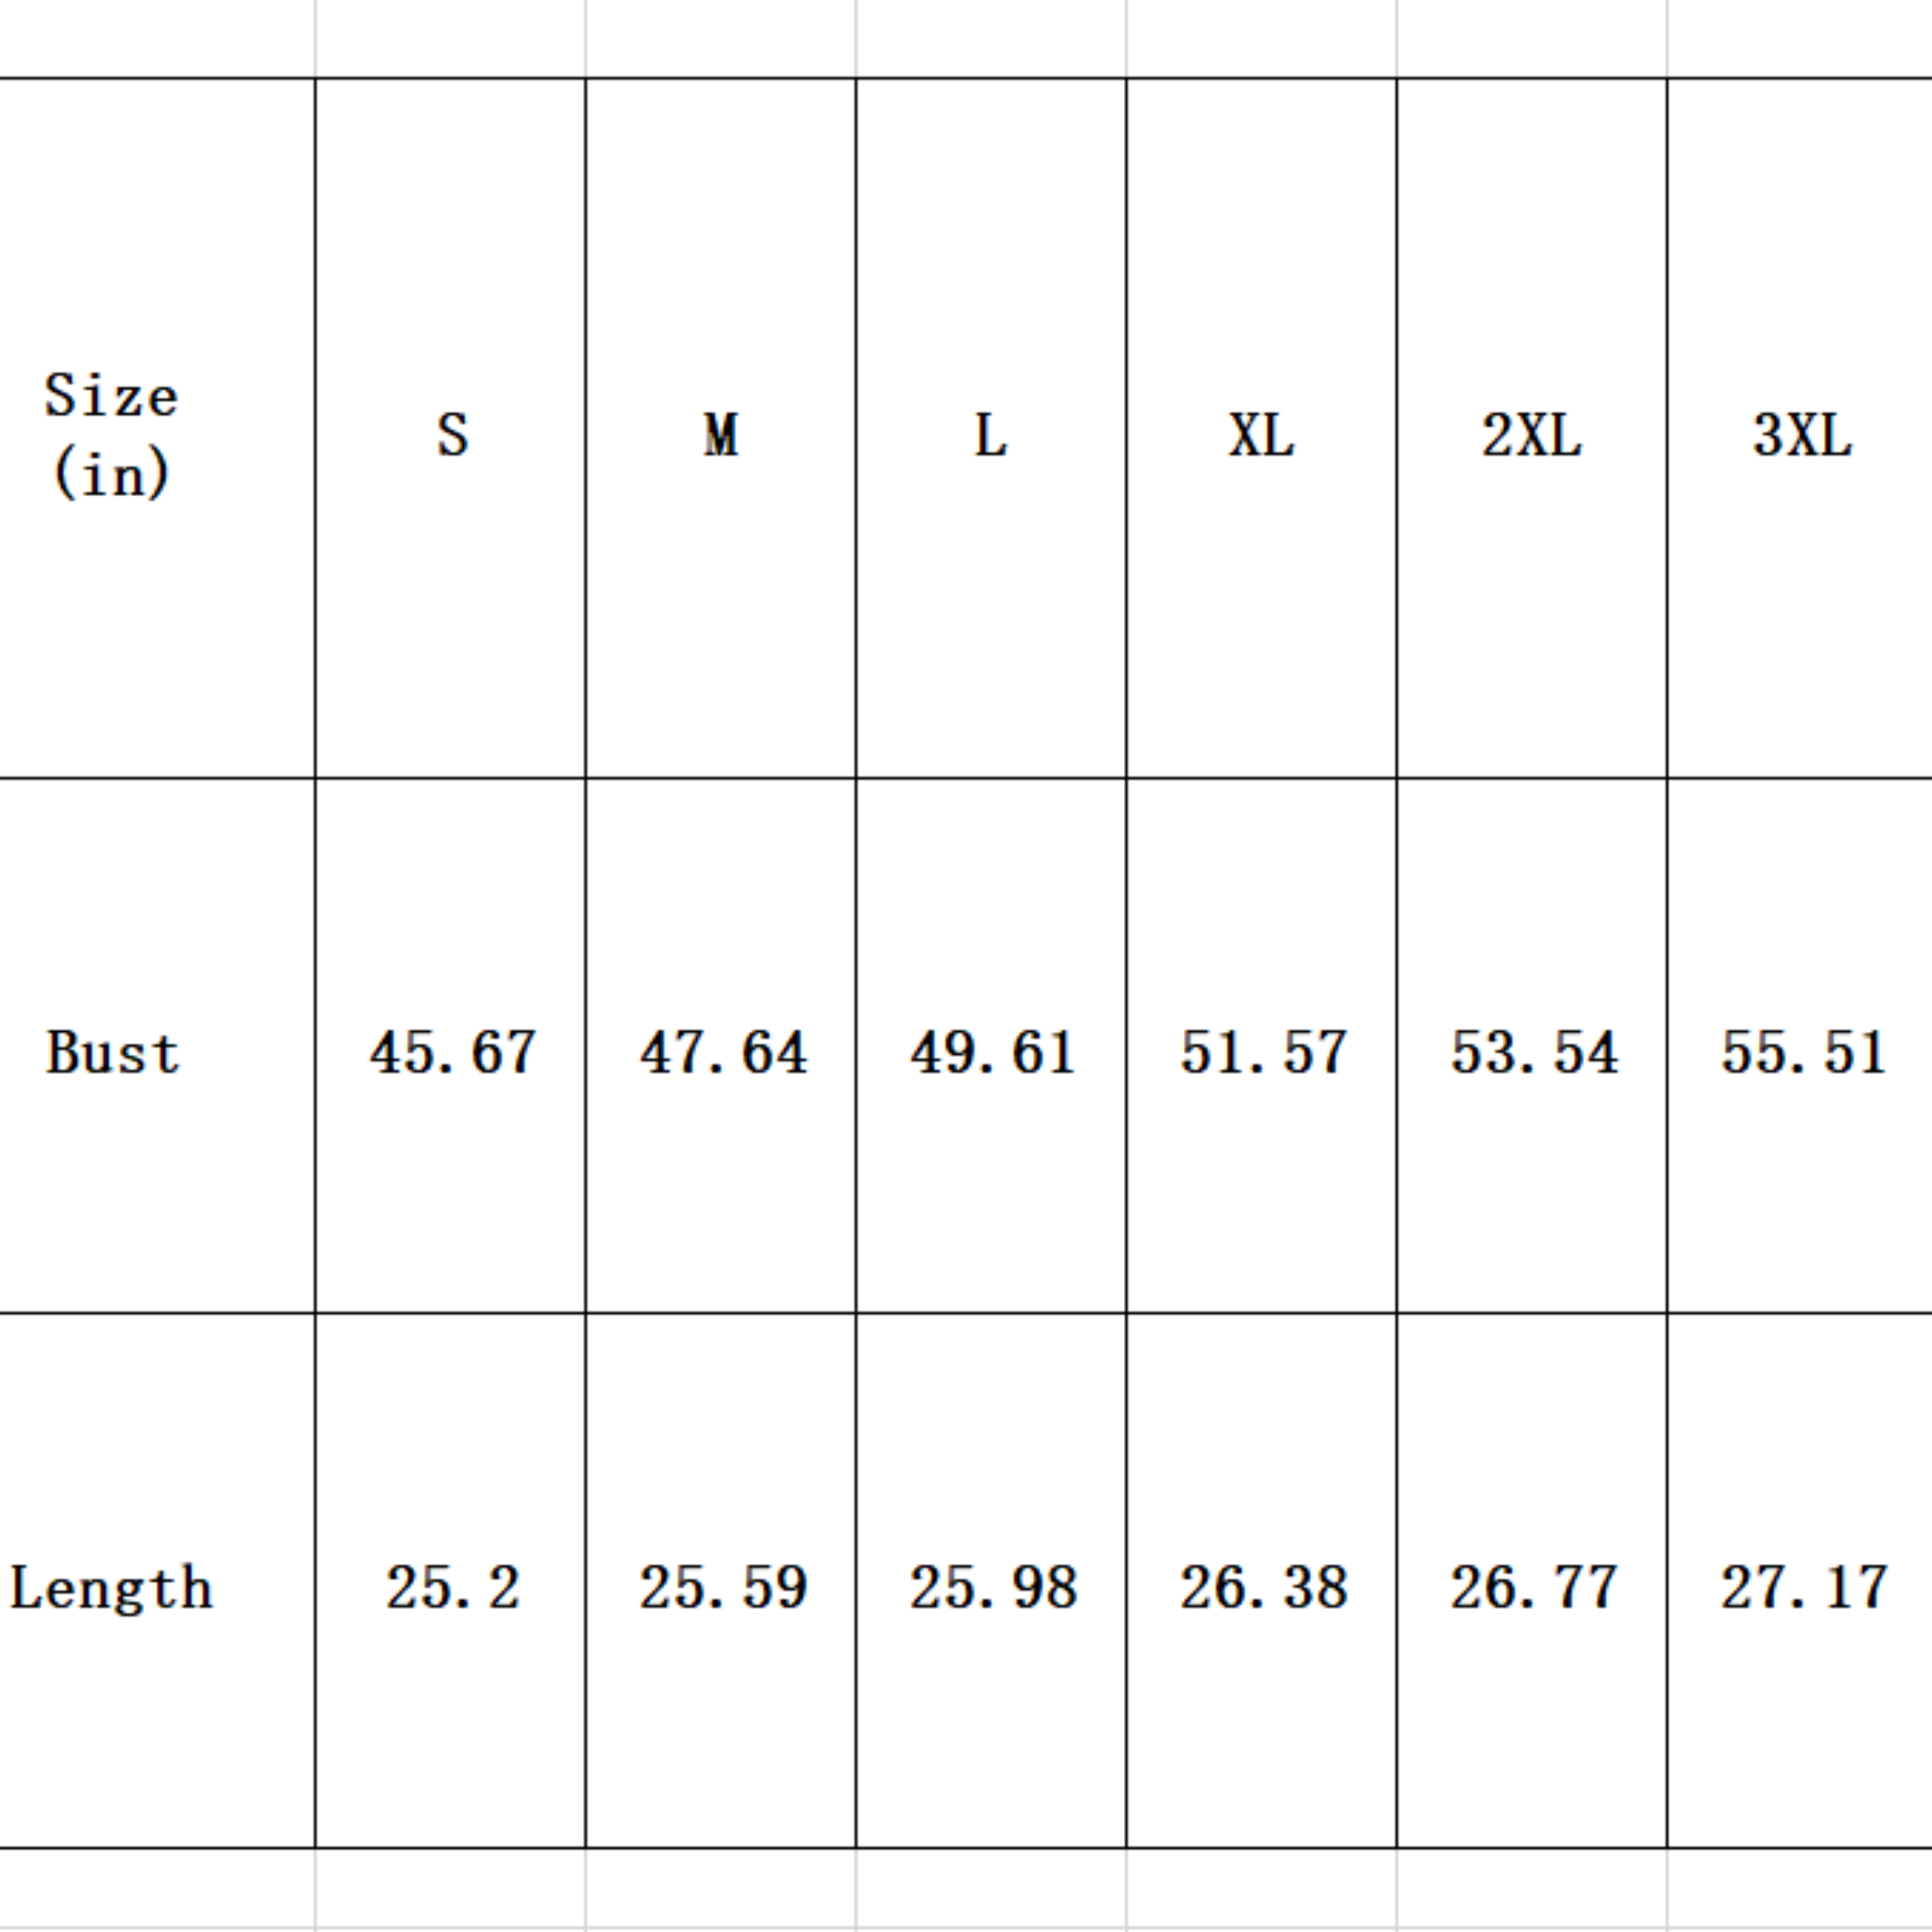 Size (in) S M L XL 2XL 3XL
Bust 45.67 47.64 49.61 51.57 53.54 55.51
Length 25.2 25.59 25.98 26.38 26.77 27.17